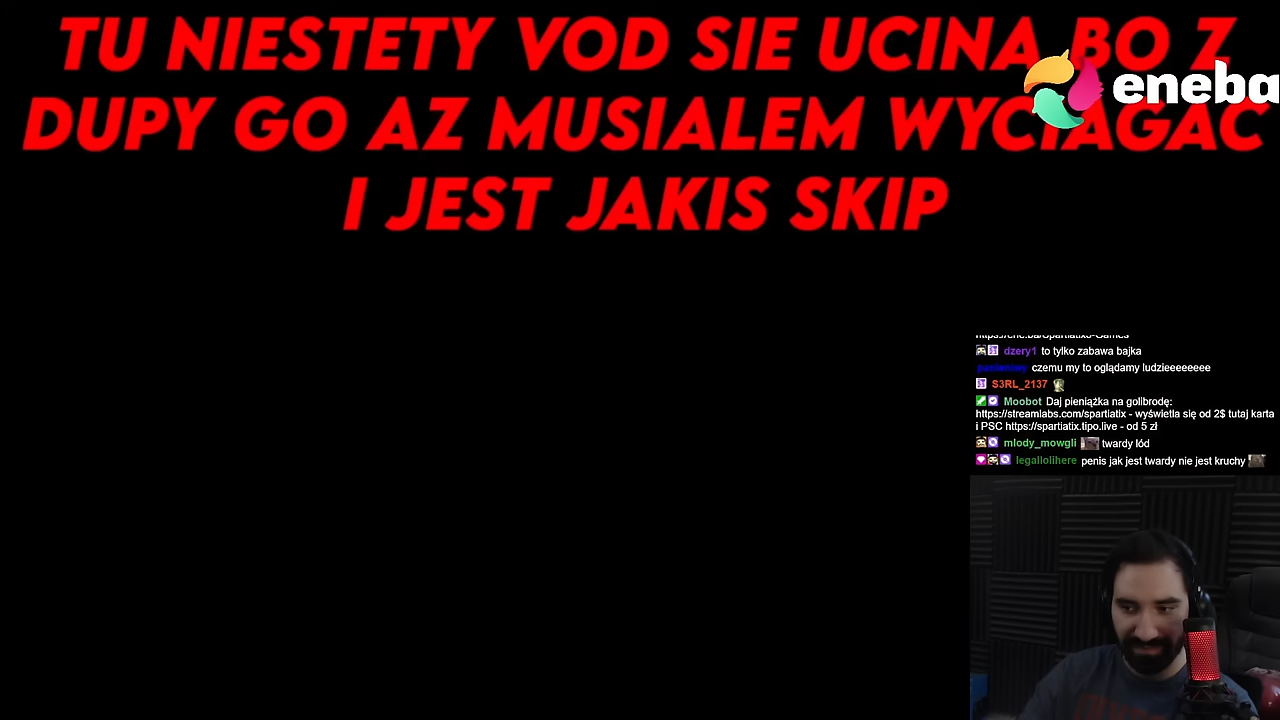 TU NIESTETY VOD SIE UCINA BO Z
DUPY GO AZ MUSIALEM WYCIAGAC
I JEST JAKIS SKIP
eneba
dzery1 to tylko zabawa bajka
czemu my to oglądamy ludzieeeeeeee
S3RL_2137
Moobot Daj pieniążka na golibrodę:
https://streamlabs.com/spartiatix - wyświetla się od 2$ tutaj karta
i PSC https://spartiatix.tipo.live - od 5 zł
mlody_mowgli twardy łód
legallolihere penis jak jest twardy nie jest kruchy